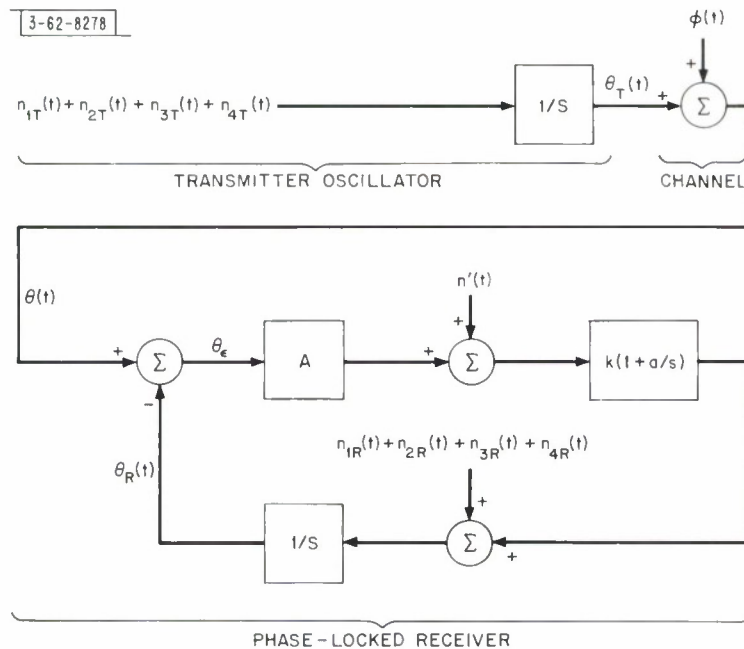 3-62-8278
ϕ(t)
n₁T(t) + n₂T(t) + n₃T(t) + n₄T(t)
1/S
θT(t)
+
+
Σ
TRANSMITTER OSCILLATOR
CHANNEL
θ(t)
n'(t)
+
Σ
θε
A
+
+
Σ
k(1 + a/s)
−
θR(t)
n₁R(t) + n₂R(t) + n₃R(t) + n₄R(t)
1/S
+
Σ
+
PHASE-LOCKED RECEIVER